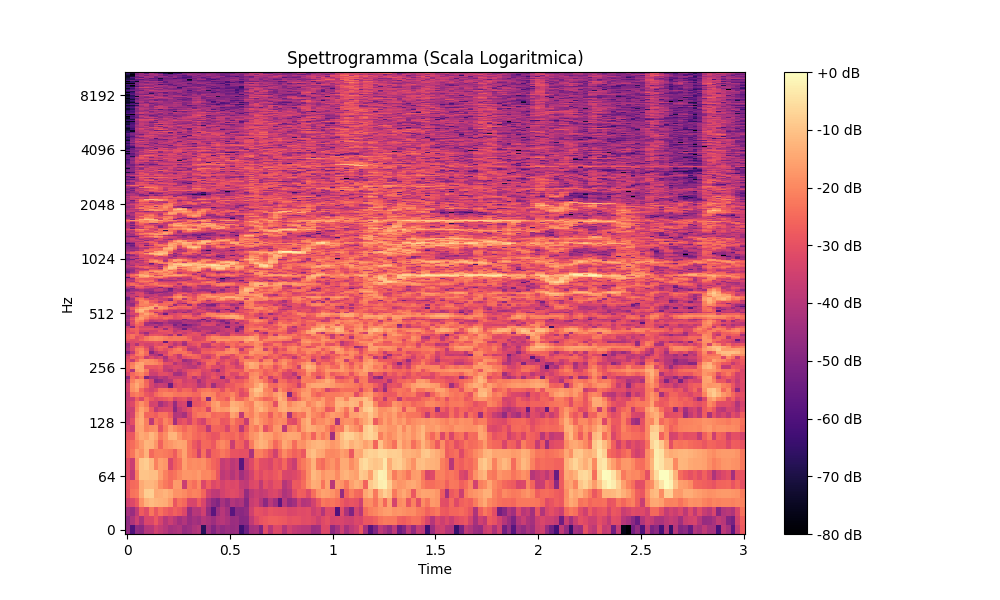 Spettrogramma (Scala Logaritmica)
8192
4096
2048
1024
512
256
128
64
0
Hz
0
0.5
1
1.5
2
2.5
3
Time
+0 dB
-10 dB
-20 dB
-30 dB
-40 dB
-50 dB
-60 dB
-70 dB
-80 dB